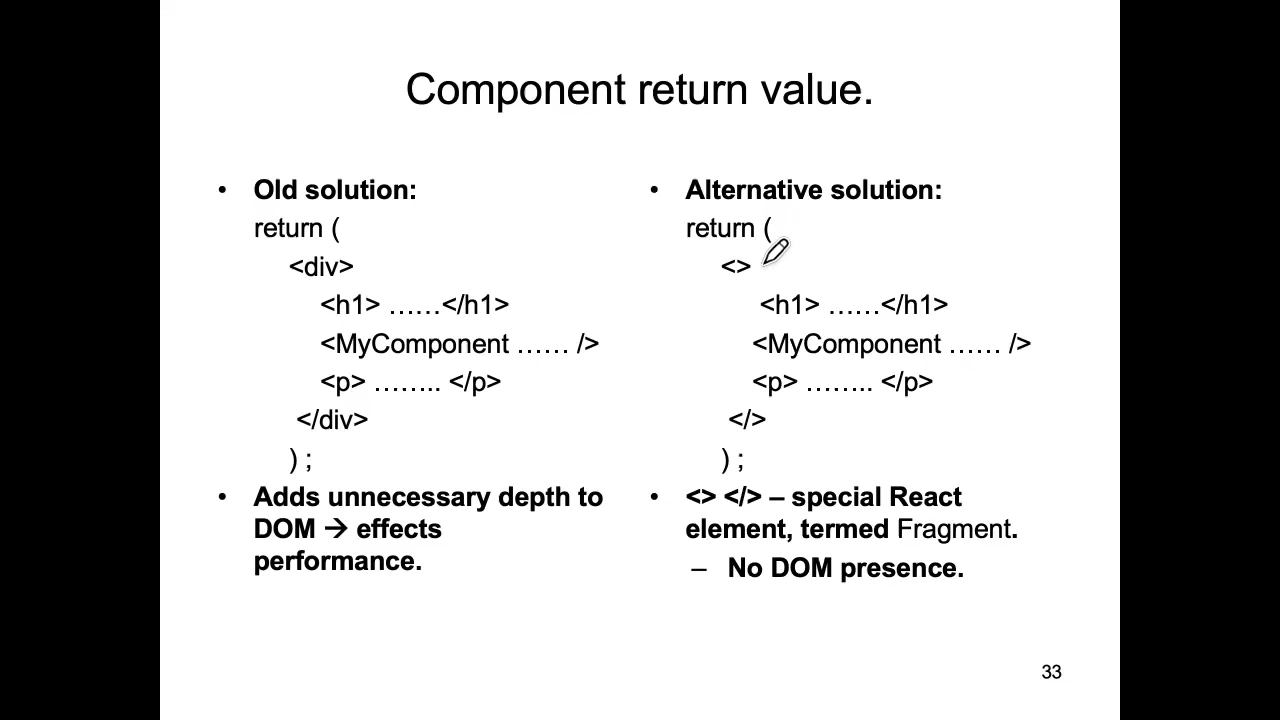 Component return value.
• Old solution:
return (
<div>
<h1> ……</h1>
<MyComponent …… />
<p> …….. </p>
</div>
) ;
• Adds unnecessary depth to
DOM → effects
performance.
• Alternative solution:
return (
<>
<h1> ……</h1>
<MyComponent …… />
<p> …….. </p>
</>
) ;
• <> </> – special React
element, termed Fragment.
– No DOM presence.
33